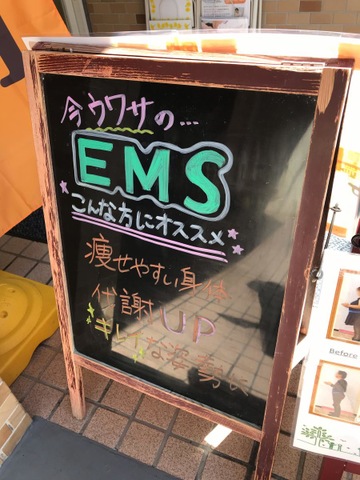 今ウワサの...
EMS
こんな方にオススメ
痩せやすい身体
代謝UP
キレイな姿勢に
Before